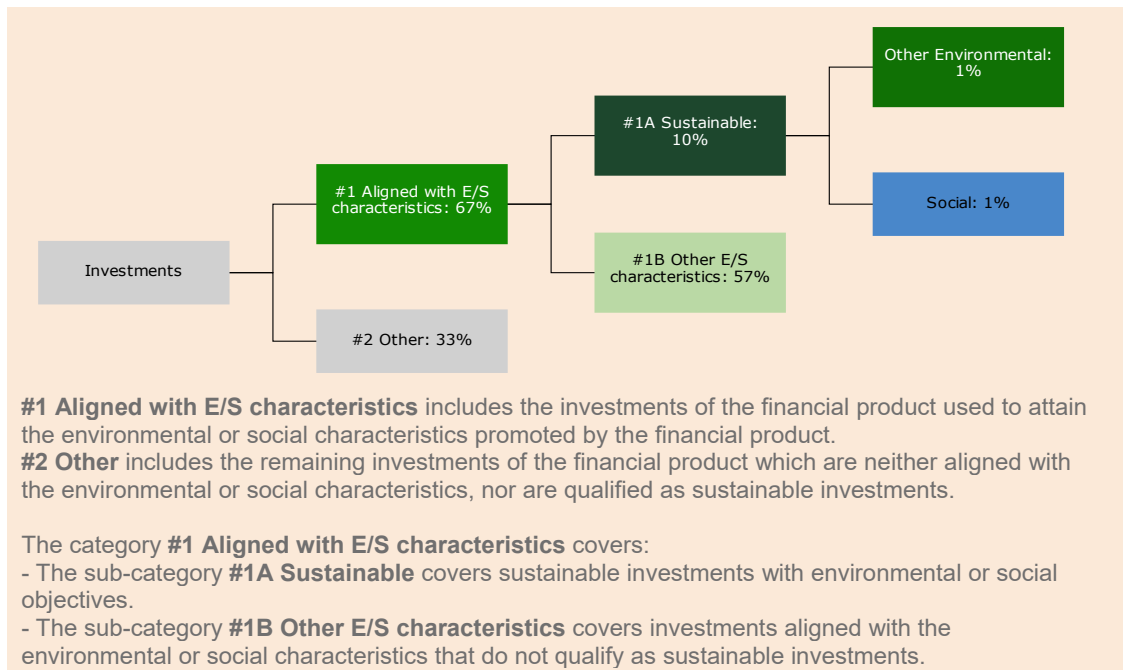 Other Environmental:
1%
#1A Sustainable:
10%
#1 Aligned with E/S
characteristics: 67%
Social: 1%
Investments
#1B Other E/S
characteristics: 57%
#2 Other: 33%
#1 Aligned with E/S characteristics includes the investments of the financial product used to attain
the environmental or social characteristics promoted by the financial product.
#2 Other includes the remaining investments of the financial product which are neither aligned with
the environmental or social characteristics, nor are qualified as sustainable investments.
The category #1 Aligned with E/S characteristics covers:
- The sub-category #1A Sustainable covers sustainable investments with environmental or social
objectives.
- The sub-category #1B Other E/S characteristics covers investments aligned with the
environmental or social characteristics that do not qualify as sustainable investments.